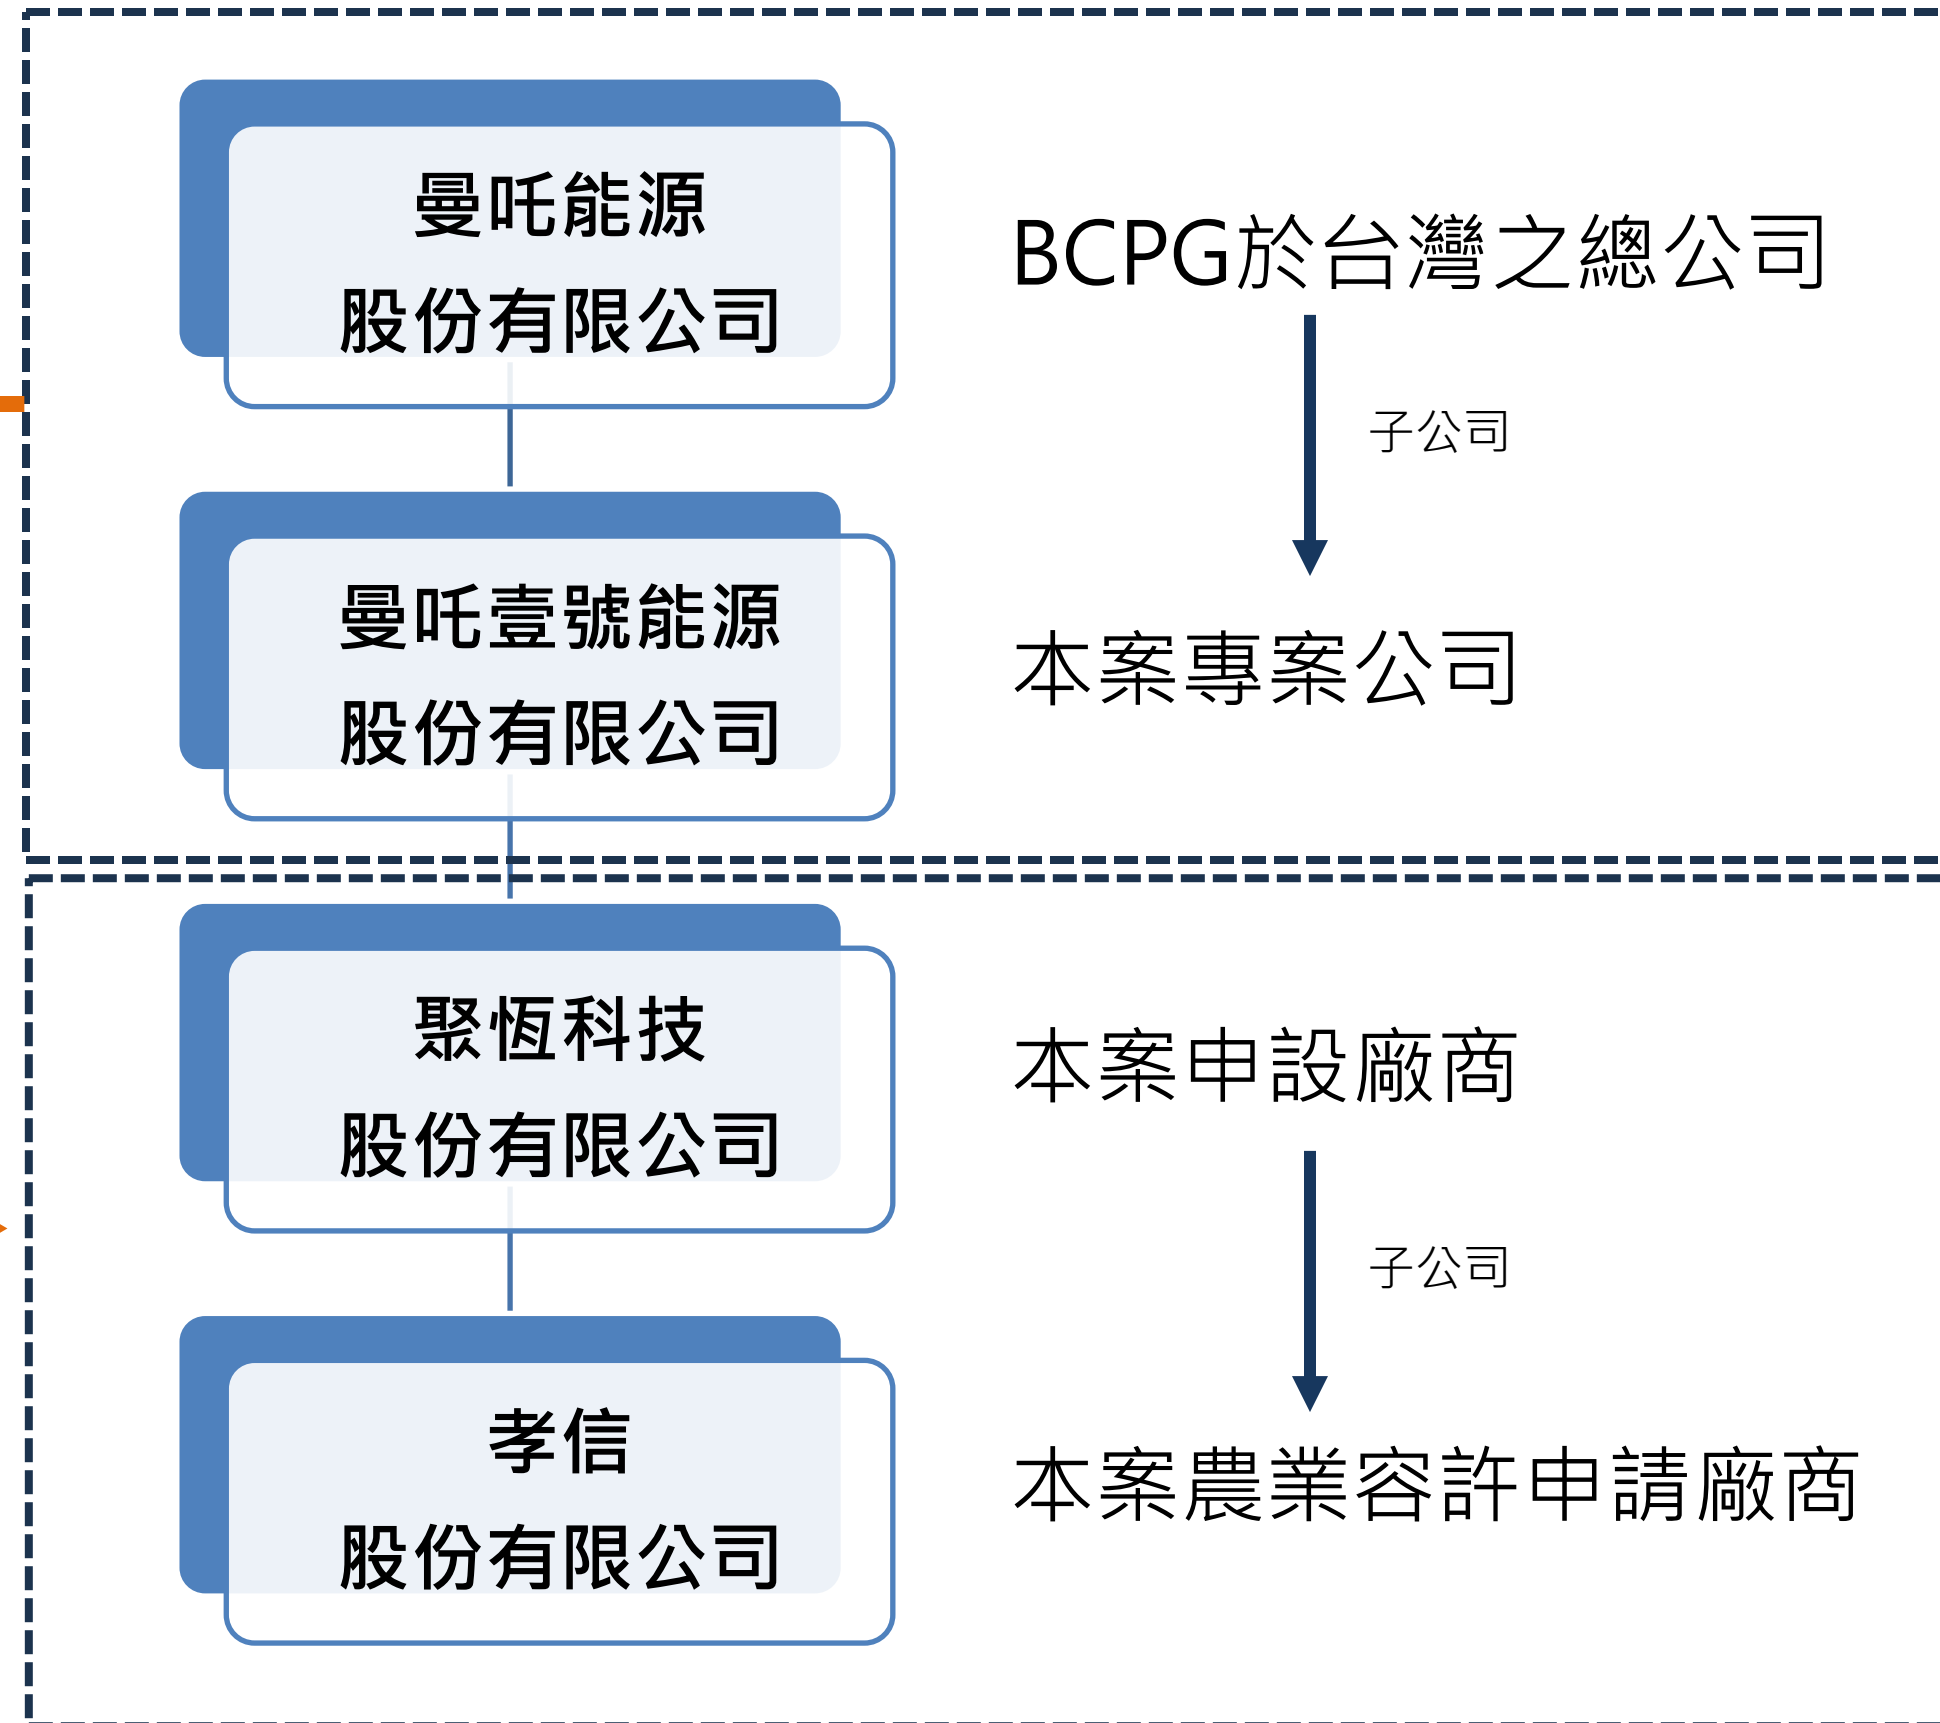 曼吒能源
股份有限公司
BCPG於台灣之總公司
子公司
曼吒壹號能源
股份有限公司
本案專案公司
聚恆科技
股份有限公司
本案申設廠商
子公司
孝信
股份有限公司
本案農業容許申請廠商